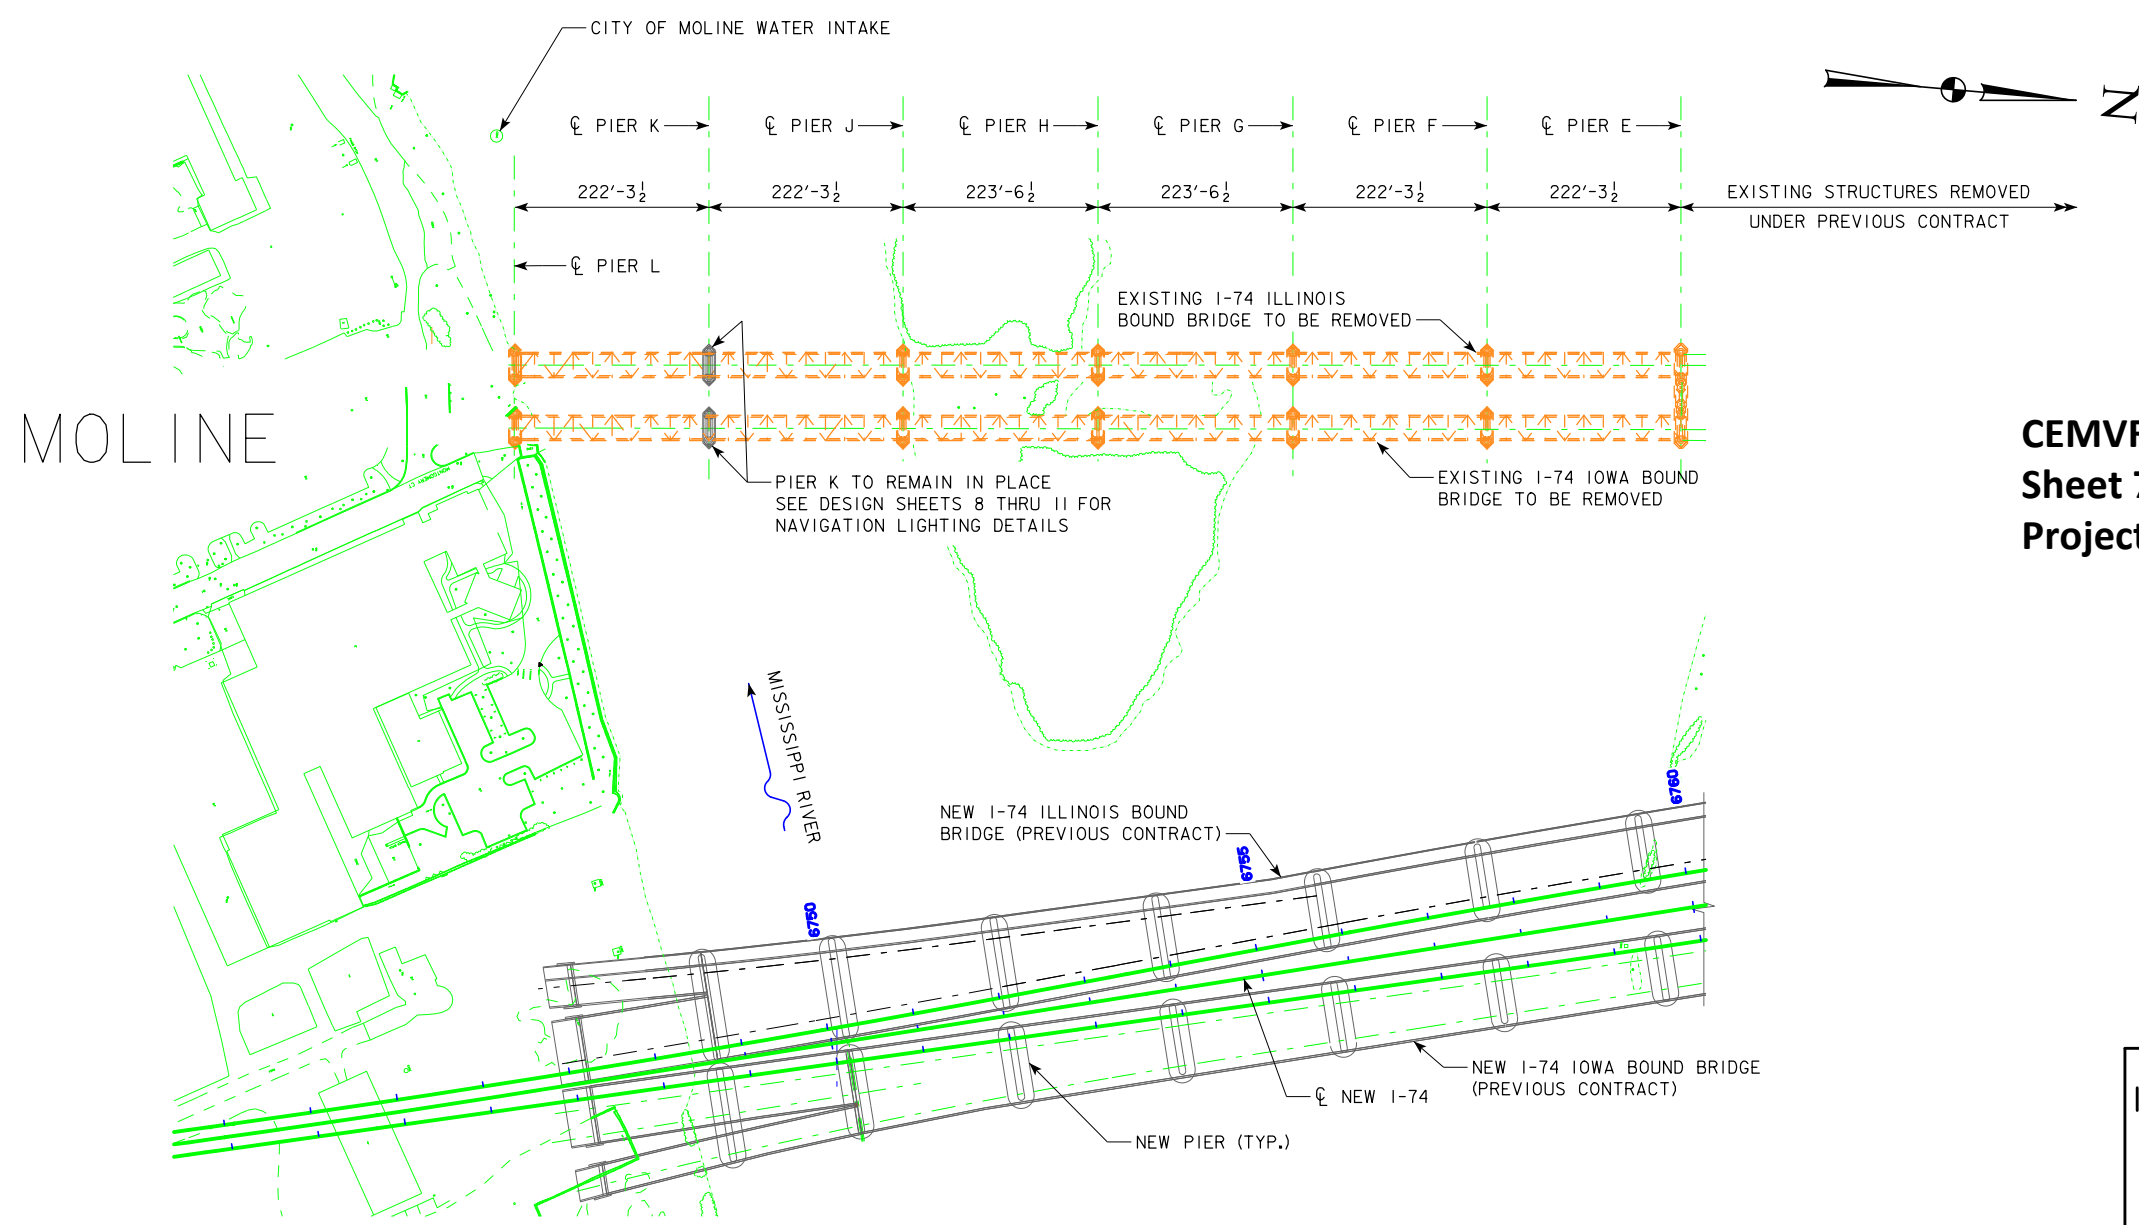 CITY OF MOLINE WATER INTAKE
N
℄ PIER K
℄ PIER J
℄ PIER H
℄ PIER G
℄ PIER F
℄ PIER E
222'-3½
222'-3½
223'-6½
223'-6½
222'-3½
222'-3½
EXISTING STRUCTURES REMOVED
UNDER PREVIOUS CONTRACT
℄ PIER L
EXISTING I-74 ILLINOIS
BOUND BRIDGE TO BE REMOVED
MOLINE
PIER K TO REMAIN IN PLACE
SEE DESIGN SHEETS 8 THRU 11 FOR
NAVIGATION LIGHTING DETAILS
EXISTING I-74 IOWA BOUND
BRIDGE TO BE REMOVED
Sheet
Project
MISSISSIPPI RIVER
NEW I-74 ILLINOIS BOUND
BRIDGE (PREVIOUS CONTRACT)
6750
6755
6760
NEW I-74 IOWA BOUND BRIDGE
(PREVIOUS CONTRACT)
℄ NEW I-74
NEW PIER (TYP.)